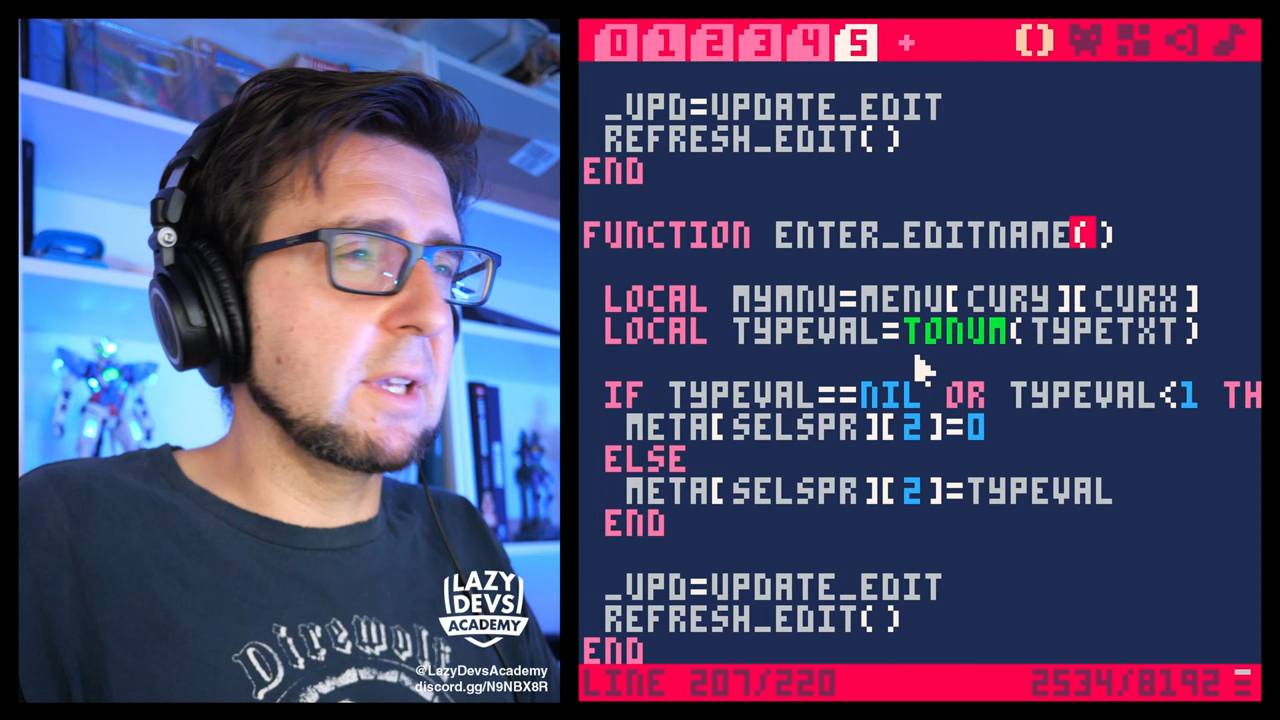 0 1 2 3 4 5 +
_UPD=UPDATE_EDIT
REFRESH_EDIT()
END
FUNCTION ENTER_EDITNAME()
LOCAL MYMNU=MENU[CURY][CURX]
LOCAL TYPEVAL=TONUM(TYPETXT)
IF TYPEVAL==NIL OR TYPEVAL<1 TH
META[SELSPR][2]=0
ELSE
META[SELSPR][2]=TYPEVAL
END
_UPD=UPDATE_EDIT
REFRESH_EDIT()
END
LINE 207/220 2534/8192
LAZY
DEVS
ACADEMY
Direwolf
@LazyDevsAcademy
discord.gg/N9NBX8R